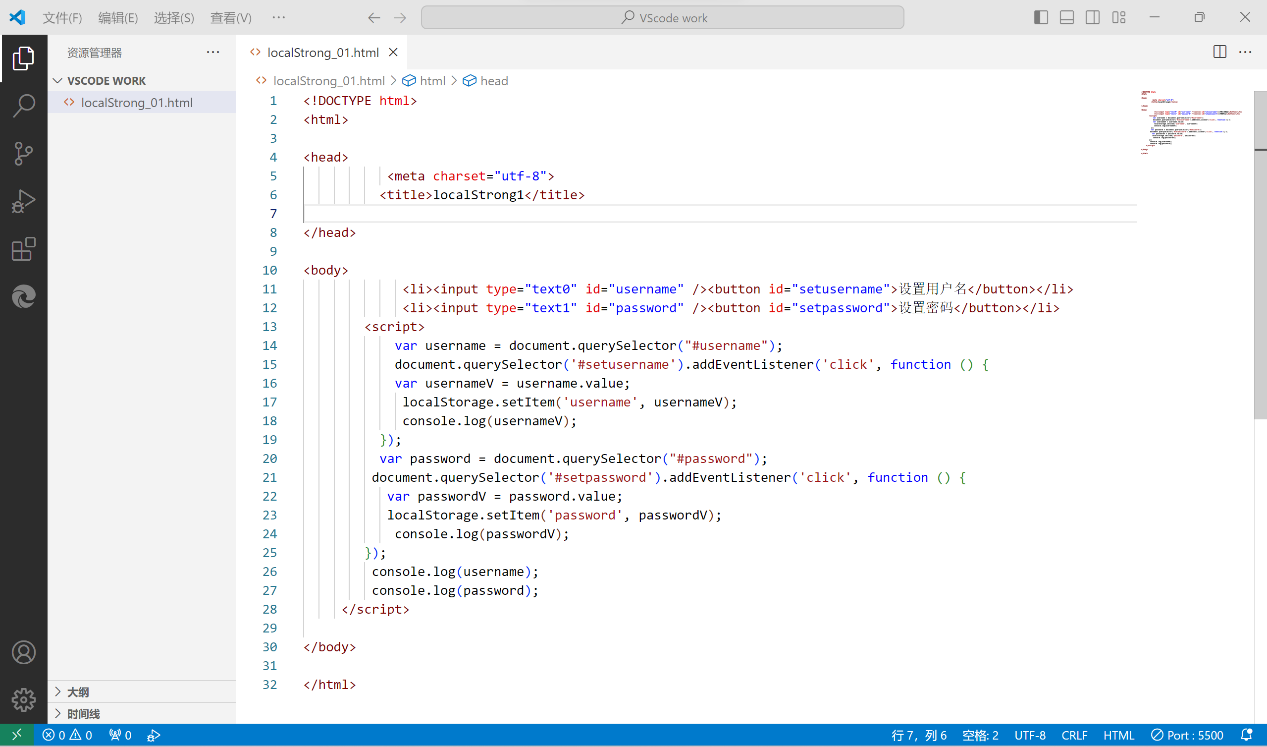 文件(F) 编辑(E) 选择(S) 查看(V) ··· VScode work
资源管理器 ···
VSCODE WORK
localStrong_01.html
大纲
时间线
localStrong_01.html
localStrong_01.html > html > head
1 <!DOCTYPE html>
2 <html>
3
4 <head>
5 <meta charset="utf-8">
6 <title>localStrong1</title>
7
8 </head>
9
10 <body>
11 <li><input type="text0" id="username" /><button id="setusername">设置用户名</button></li>
12 <li><input type="text1" id="password" /><button id="setpassword">设置密码</button></li>
13 <script>
14 var username = document.querySelector("#username");
15 document.querySelector('#setusername').addEventListener('click', function () {
16 var usernameV = username.value;
17 localStorage.setItem('username', usernameV);
18 console.log(usernameV);
19 });
20 var password = document.querySelector("#password");
21 document.querySelector('#setpassword').addEventListener('click', function () {
22 var passwordV = password.value;
23 localStorage.setItem('password', passwordV);
24 console.log(passwordV);
25 });
26 console.log(username);
27 console.log(password);
28 </script>
29
30 </body>
31
32 </html>
0 0 0 行 7，列 6 空格: 2 UTF-8 CRLF HTML Port : 5500